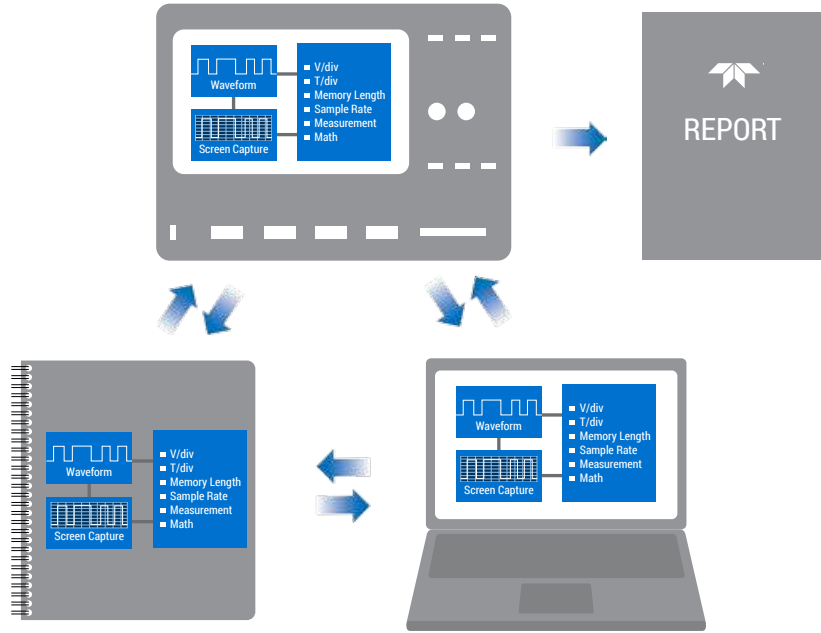 Waveform
Screen Capture
V/div
T/div
Memory Length
Sample Rate
Measurement
Math
REPORT
Waveform
Screen Capture
V/div
T/div
Memory Length
Sample Rate
Measurement
Math
Waveform
Screen Capture
V/div
T/div
Memory Length
Sample Rate
Measurement
Math